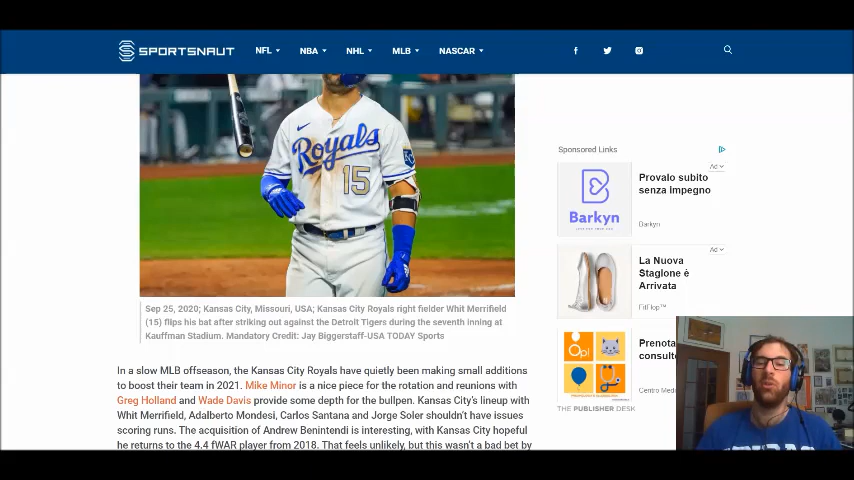 SPORTSNAUT
NFL NBA NHL MLB NASCAR
Royals
15
Sponsored Links
Ad
Provalo subito
senza impegno
Barkyn
Barkyn
Ad
La Nuova
Stagione è
Arrivata
FitFlop™
Opi
Prenota
consult
Centro Med
THE PUBLISHER DESK
Sep 25, 2020; Kansas City, Missouri, USA; Kansas City Royals right fielder Whit Merrifield
(15) flips his bat after striking out against the Detroit Tigers during the seventh inning at
Kauffman Stadium. Mandatory Credit: Jay Biggerstaff-USA TODAY Sports
In a slow MLB offseason, the Kansas City Royals have quietly been making small additions
to boost their team in 2021. Mike Minor is a nice piece for the rotation and reunions with
Greg Holland and Wade Davis provide some depth for the bullpen. Kansas City's lineup with
Whit Merrifield, Adalberto Mondesi, Carlos Santana and Jorge Soler shouldn't have issues
scoring runs. The acquisition of Andrew Benintendi is interesting, with Kansas City hopeful
he returns to the 4.4 fWAR player from 2018. That feels unlikely, but this wasn't a bad bet by